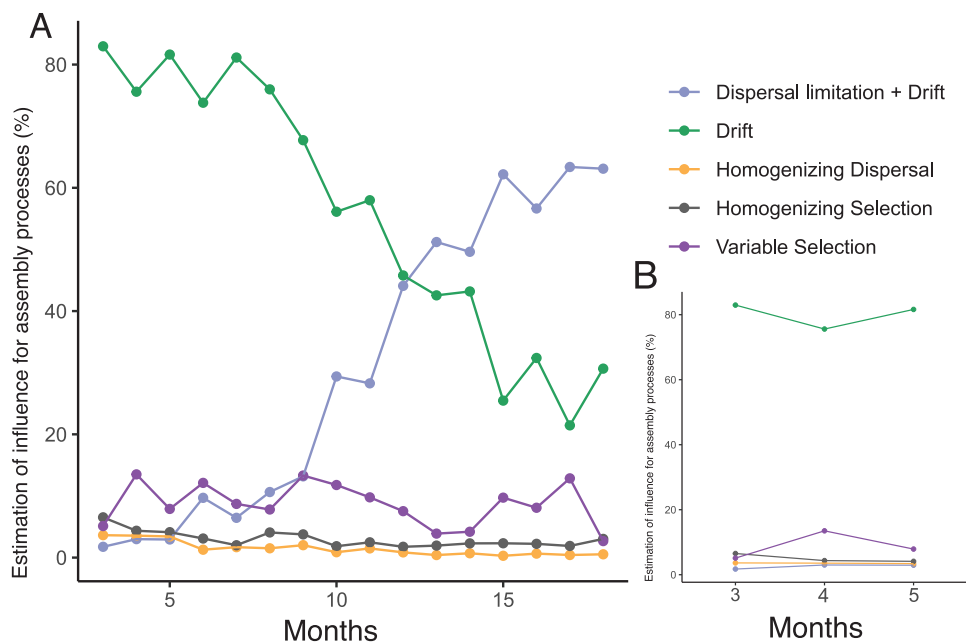 A
Estimation of influence for assembly processes (%)
80
60
40
20
0
5
10
15
Months
Dispersal limitation + Drift
Drift
Homogenizing Dispersal
Homogenizing Selection
Variable Selection
B
Estimation of influence for assembly processes (%)
80
60
40
20
0
3
4
5
Months